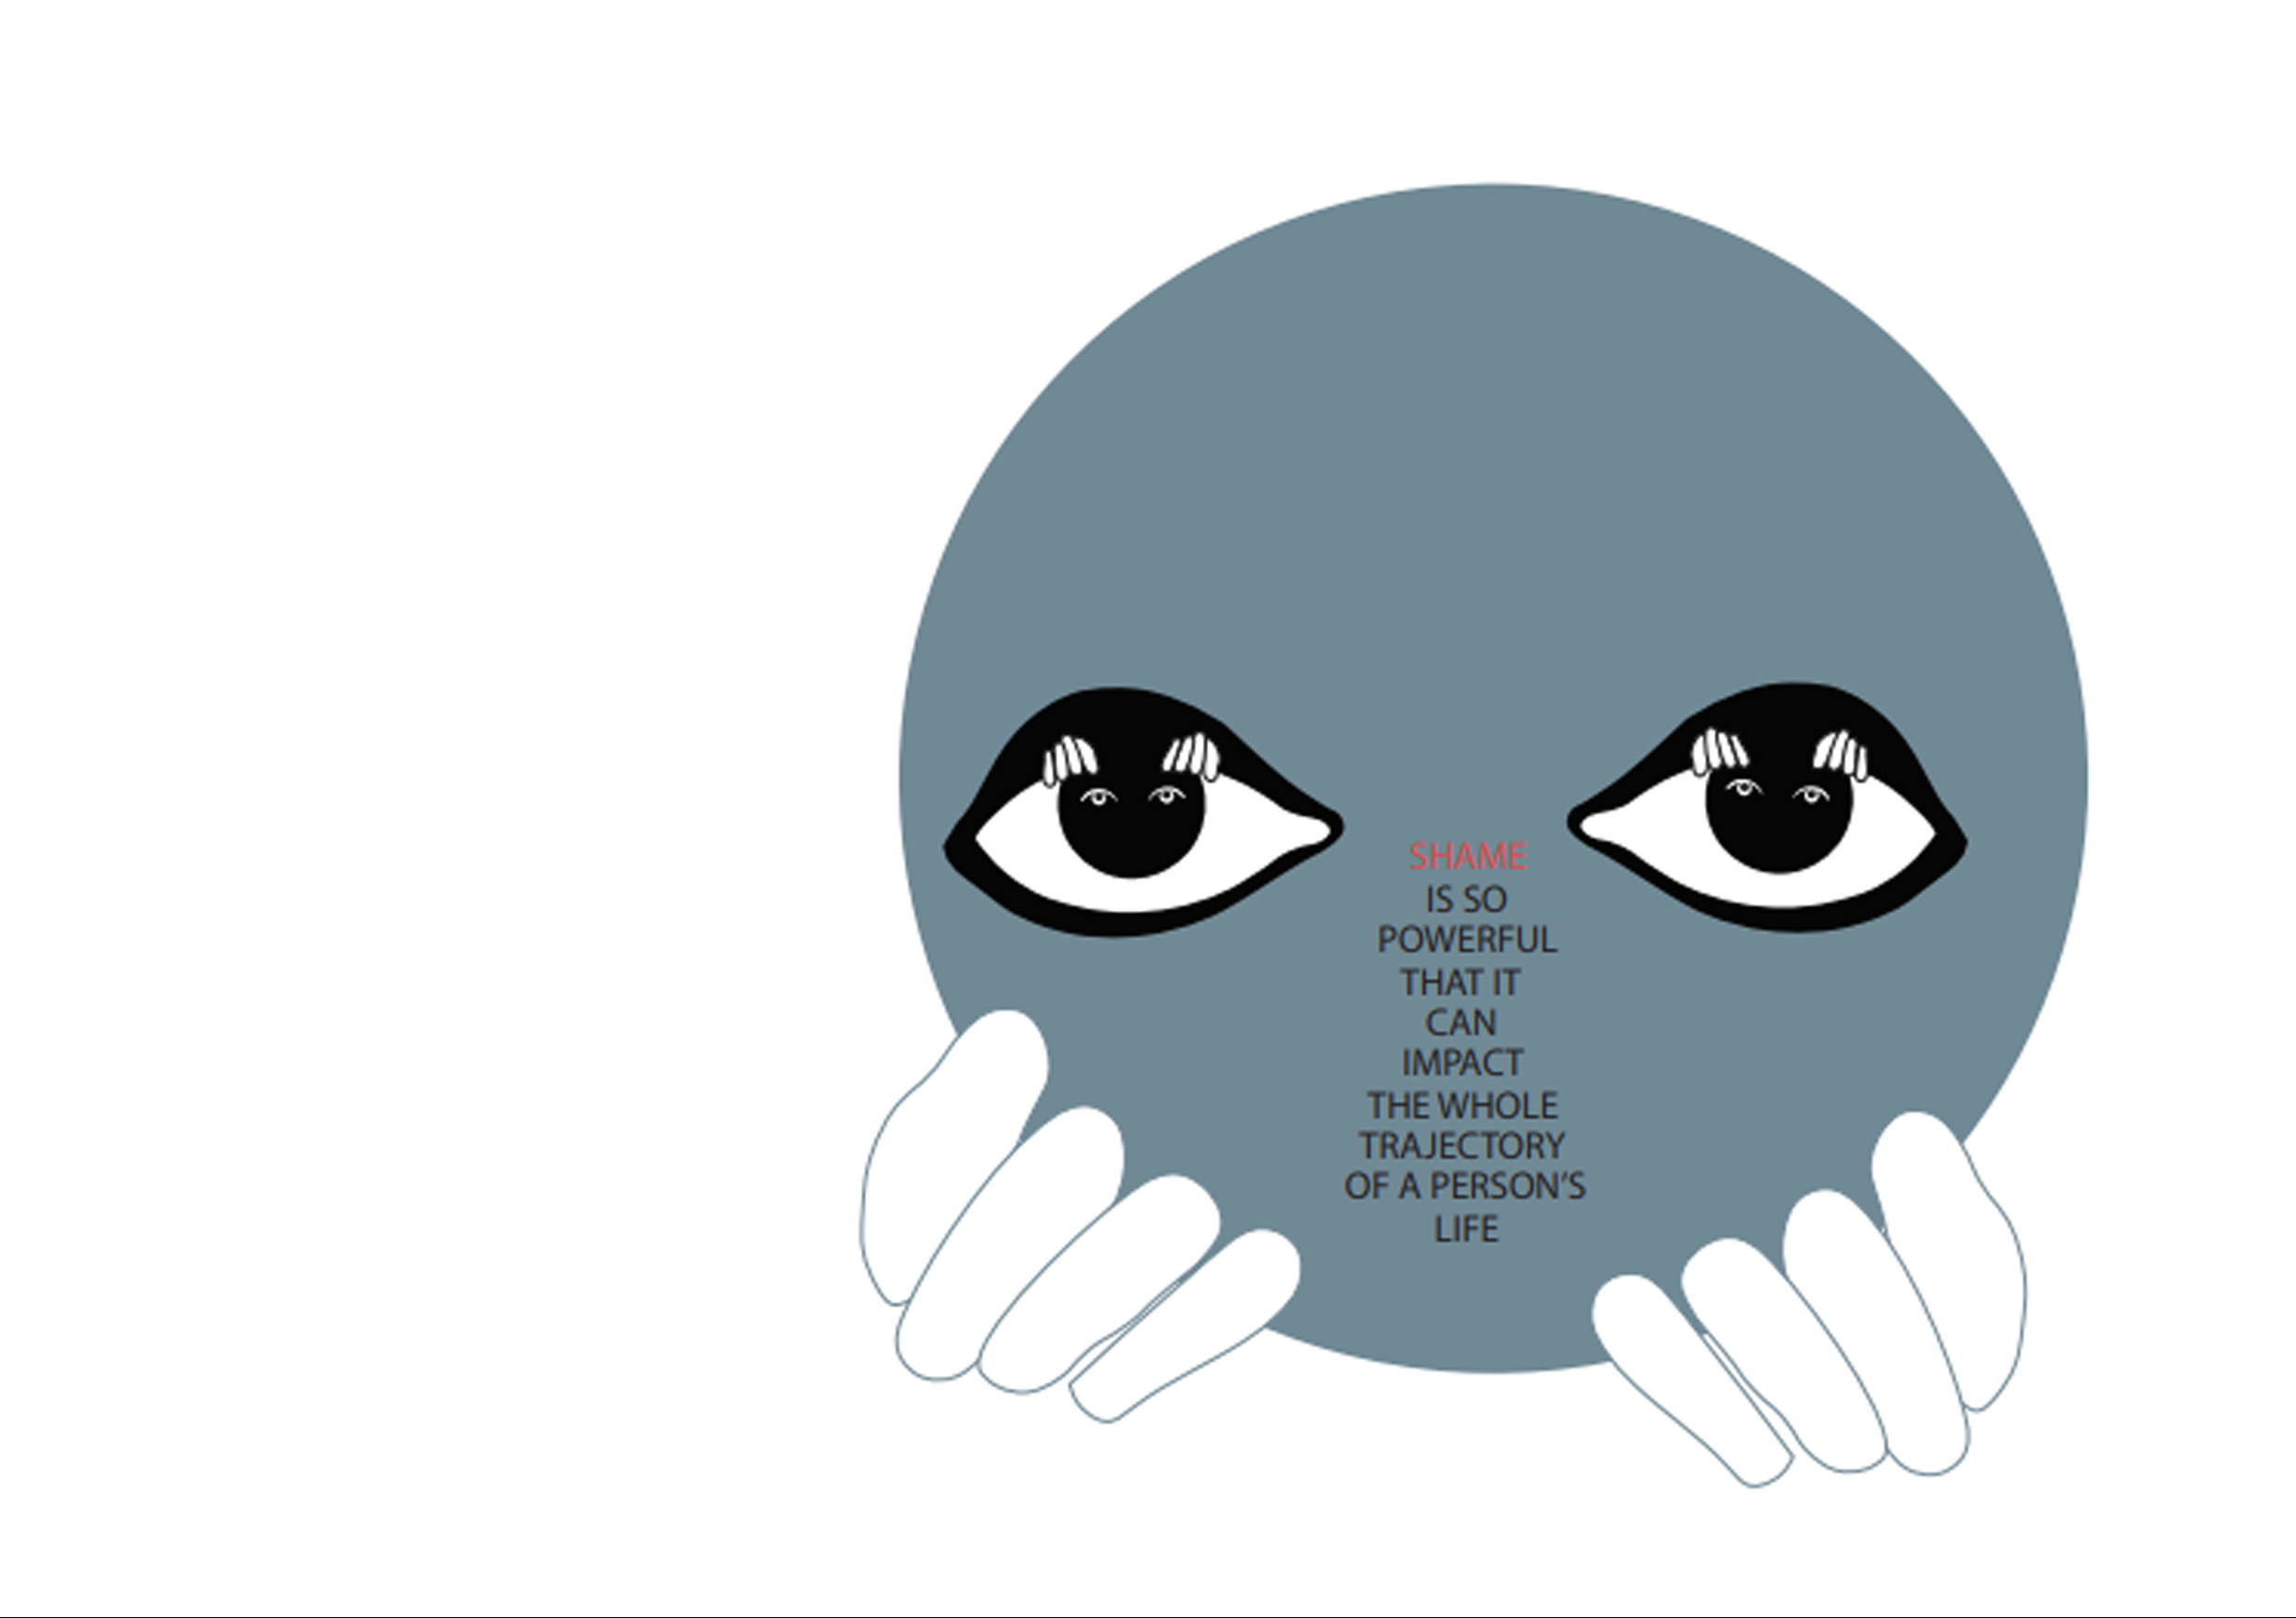 SHAME
IS SO
POWERFUL
THAT IT
CAN
IMPACT
THE WHOLE
TRAJECTORY
OF A PERSON'S
LIFE